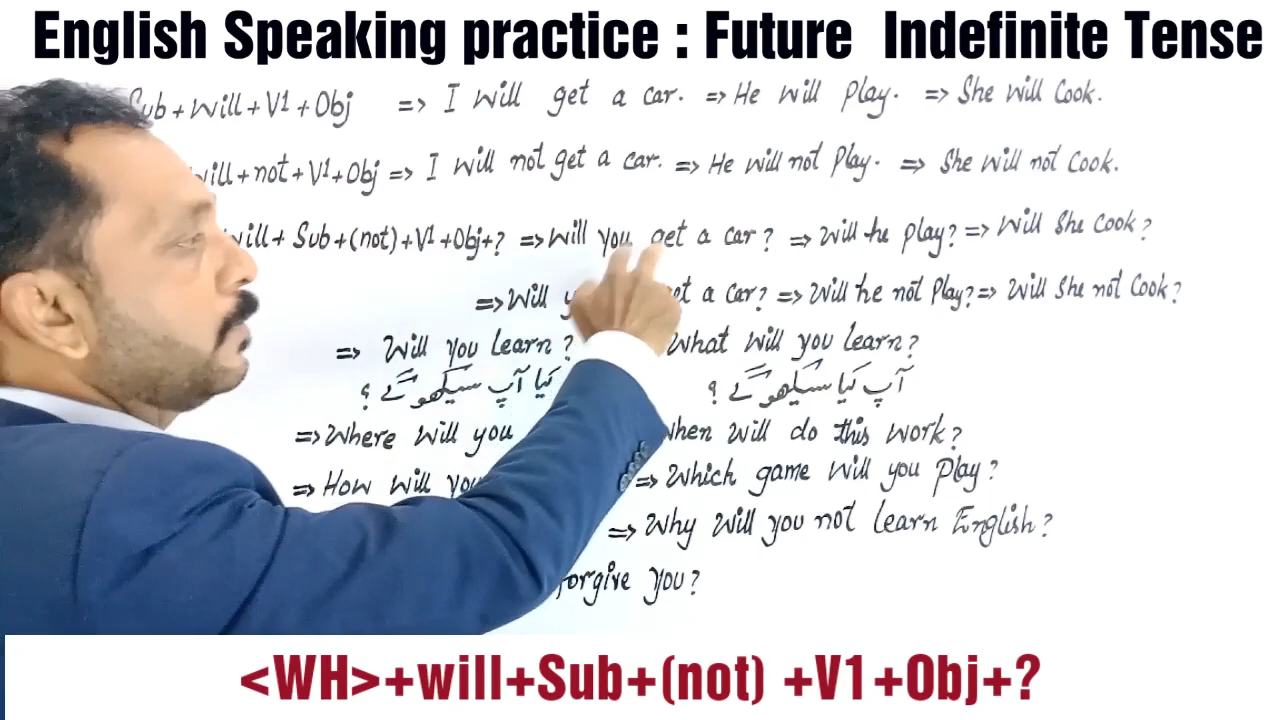 English Speaking practice : Future Indefinite Tense
Sub+will+V1+Obj => I will get a car. => He will Play. => She will Cook.
will+not+V1+Obj => I will not get a car. => He will not Play. => She will not Cook.
will+ Sub+(not)+V1+Obj+? => Will you get a car? => Will he play? => Will She Cook?
=> Will a car? => Will he not Play? => Will She not Cook?
=> Will you learn? What will you learn?
کیا آپ سیکھو گے؟ آپ کیا سیکھو گے؟
=> Where will you When will do this work?
=> How will you => Which game will you Play?
=> Why will you not learn English?
forgive you?
<WH>+will+Sub+(not) +V1+Obj+?